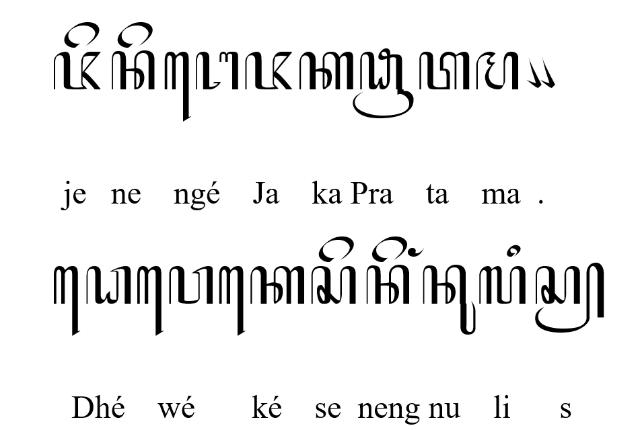 ꦗꦼꦤꦼꦔꦺꦗꦏꦥꦿꦠꦩ꧉
je ne ngé Ja ka Pra ta ma .
ꦝꦺꦮꦺꦏꦺꦱꦼꦤꦼꦁꦤꦸꦭꦶꦱ꧀
Dhé wé ké se neng nu li s